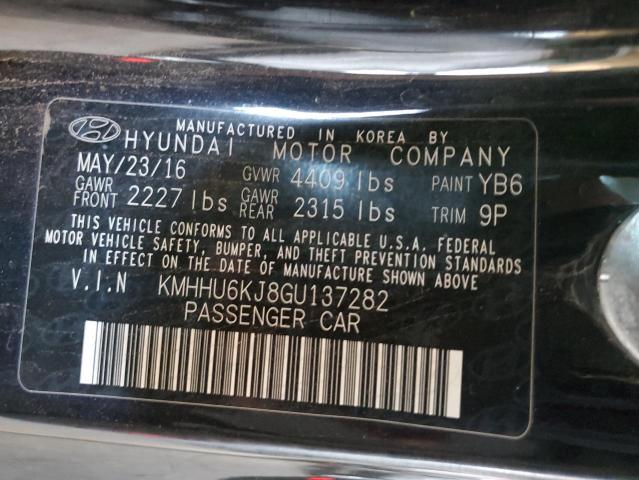 MANUFACTURED IN KOREA BY
HYUNDAI MOTOR COMPANY
MAY/23/16 GVWR 4409 lbs PAINT YB6
GAWR FRONT 2227 lbs GAWR REAR 2315 lbs TRIM 9P
THIS VEHICLE CONFORMS TO ALL APPLICABLE U.S.A. FEDERAL
MOTOR VEHICLE SAFETY, BUMPER, AND THEFT PREVENTION STANDARDS
IN EFFECT ON THE DATE OF MANUFACTURE SHOWN ABOVE.
V.I.N KMHHU6KJ8GU137282
PASSENGER CAR